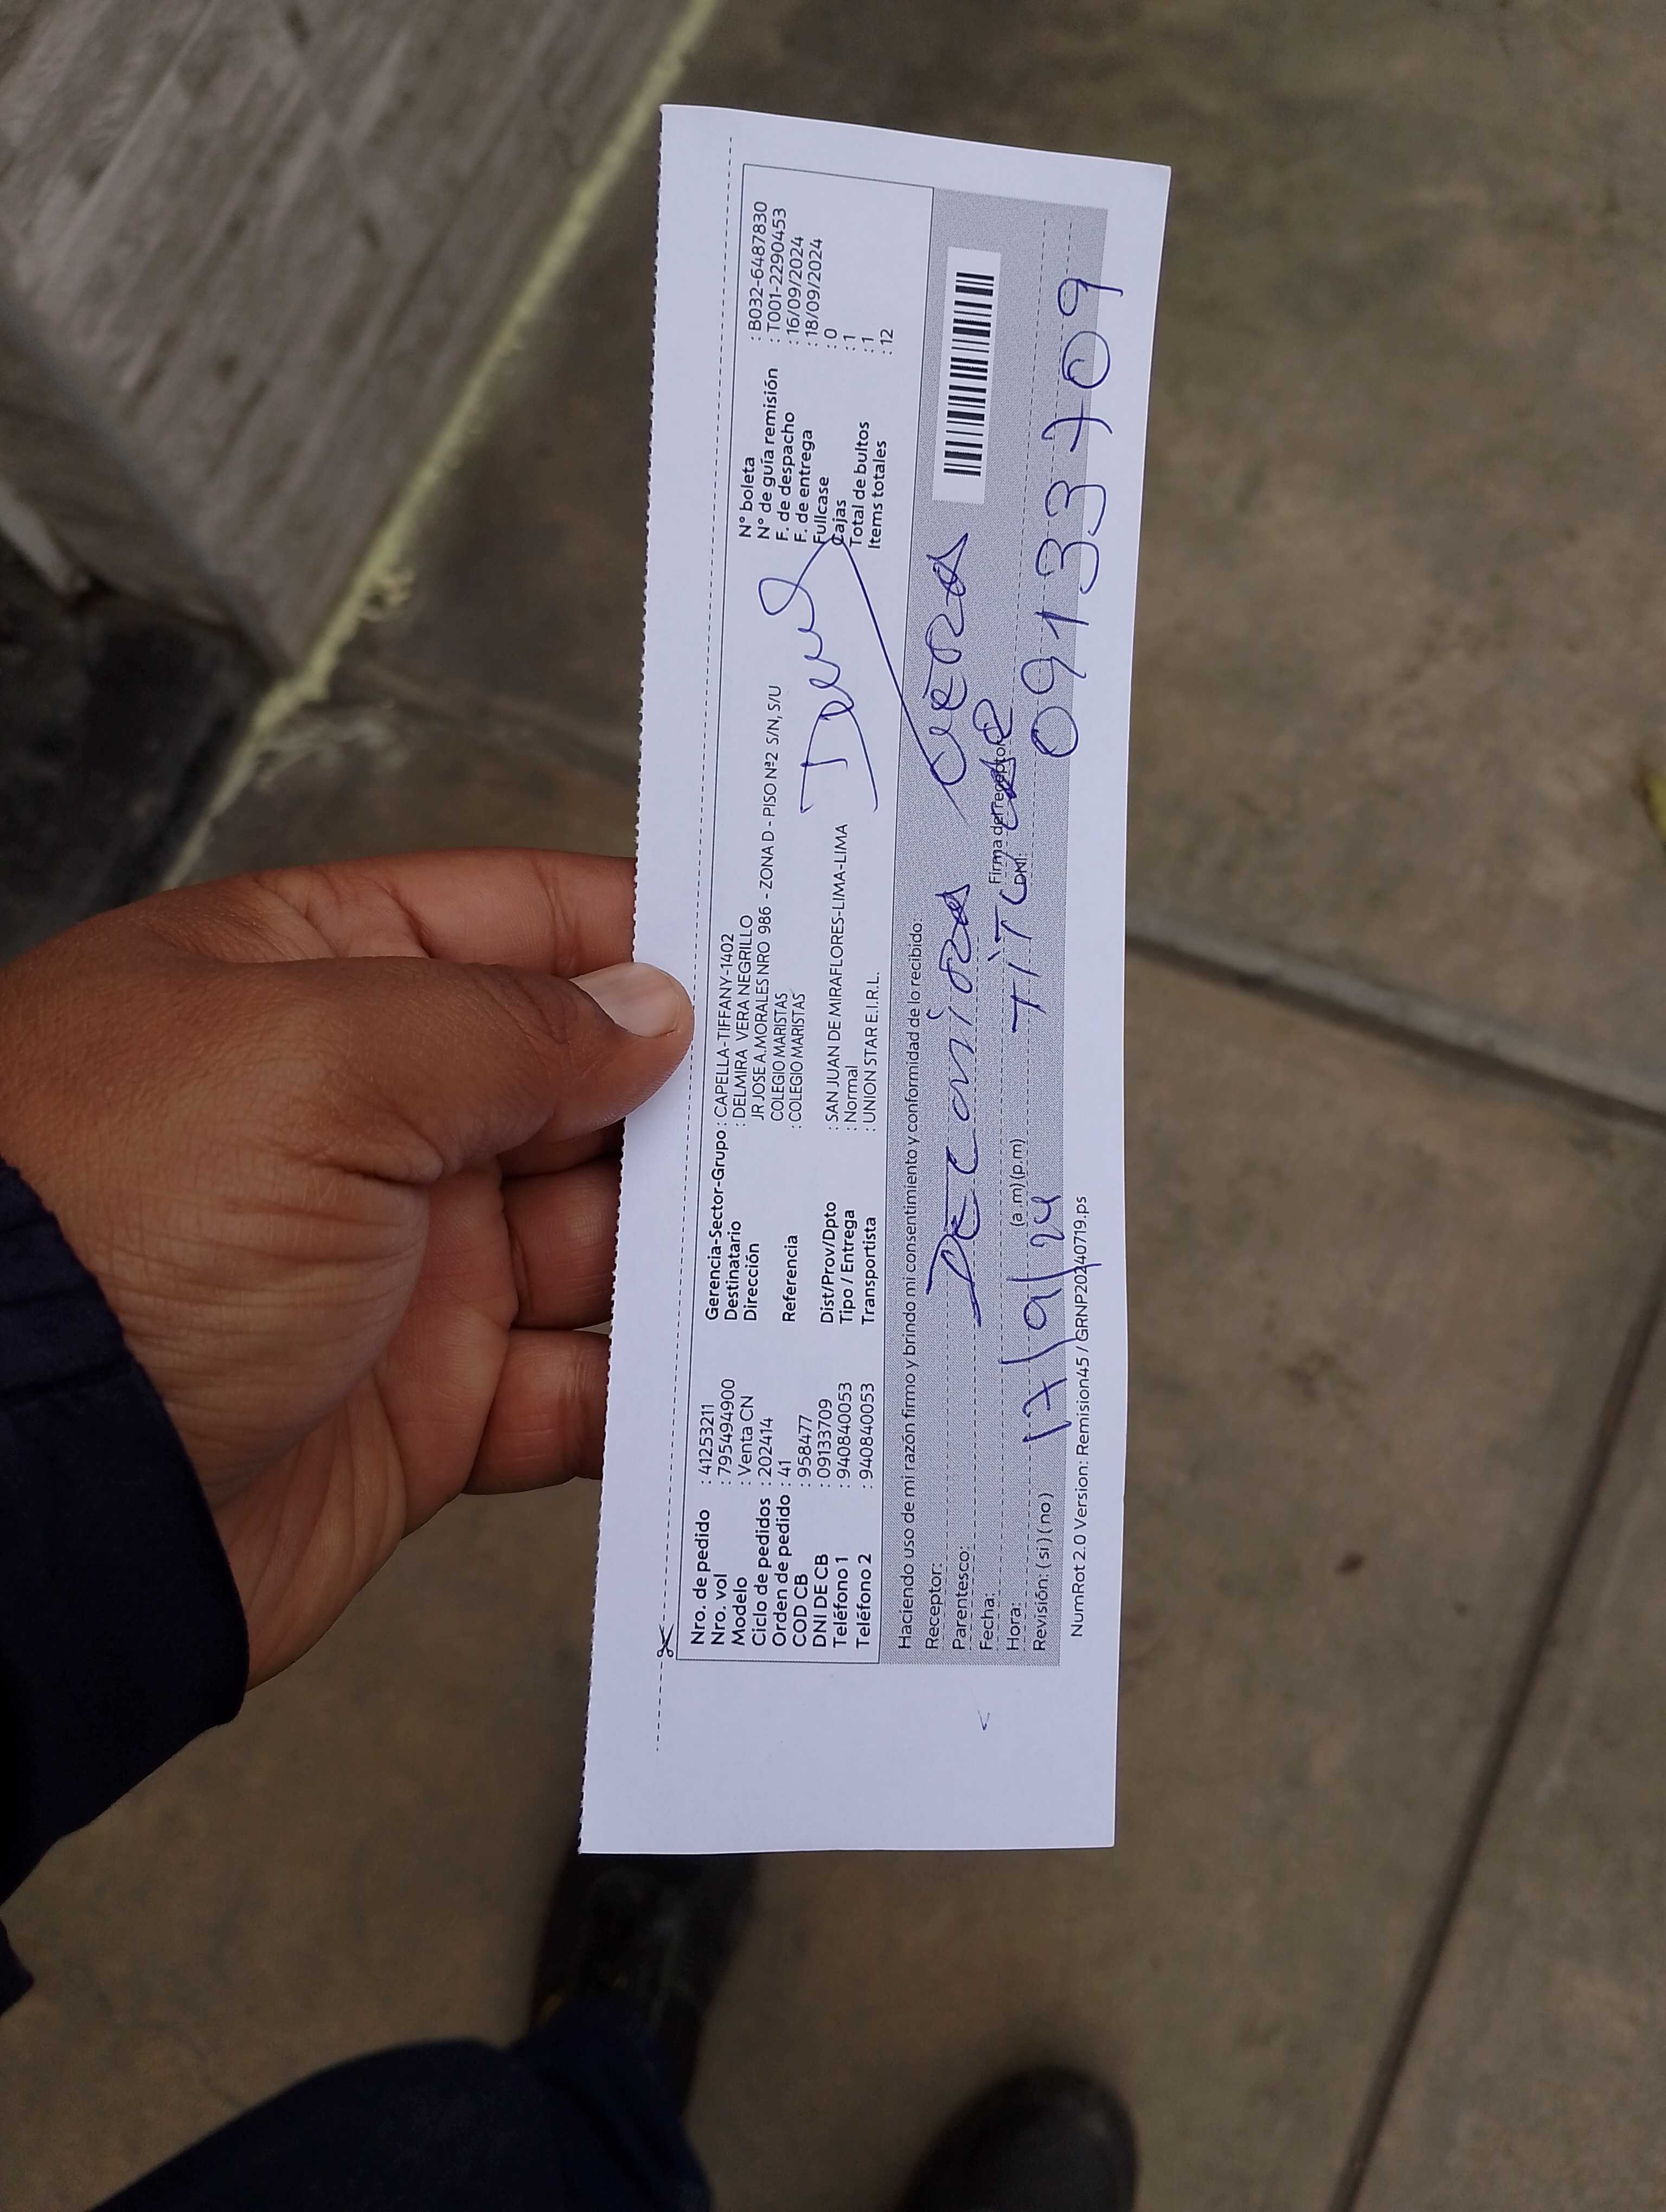 Nro. de pedido : 41253211
Nro. vol : 795494900
Modelo : Venta CN
Ciclo de pedidos : 202414
Orden de pedido : 41
COD CB : 958477
DNI DE CB : 09133709
Teléfono 1 : 940840053
Teléfono 2 : 940840053
Gerencia-Sector-Grupo : CAPELLA-TIFFANY-1402
Destinatario : DELMIRA VERA NEGRILLO
Dirección JR JOSE A.MORALES NRO 986 - ZONA D - PISO Nª2 S/N, S/U
COLEGIO MARISTAS
Referencia : COLEGIO MARISTAS
Dist/Prov/Dpto : SAN JUAN DE MIRAFLORES-LIMA-LIMA
Tipo / Entrega : Normal
Transportista : UNION STAR E.I.R.L.
N° boleta : B032-6487830
N° de guía remisión : T001-2290453
F. de despacho : 16/09/2024
F. de entrega : 18/09/2024
Fullcase : 0
Cajas : 1
Total de bultos : 1
Items totales : 12
Haciendo uso de mi razón firmo y brindo mi consentimiento y conformidad de lo recibido:
Receptor:
Parentesco:
Fecha:
Hora: (a.m) (p.m)
Revisión: ( si ) ( no ) 17/9/24
Firma del receptor
DNI: 09133709
NumRot 2.0 Version: Remision45 / GRNP20240719.ps